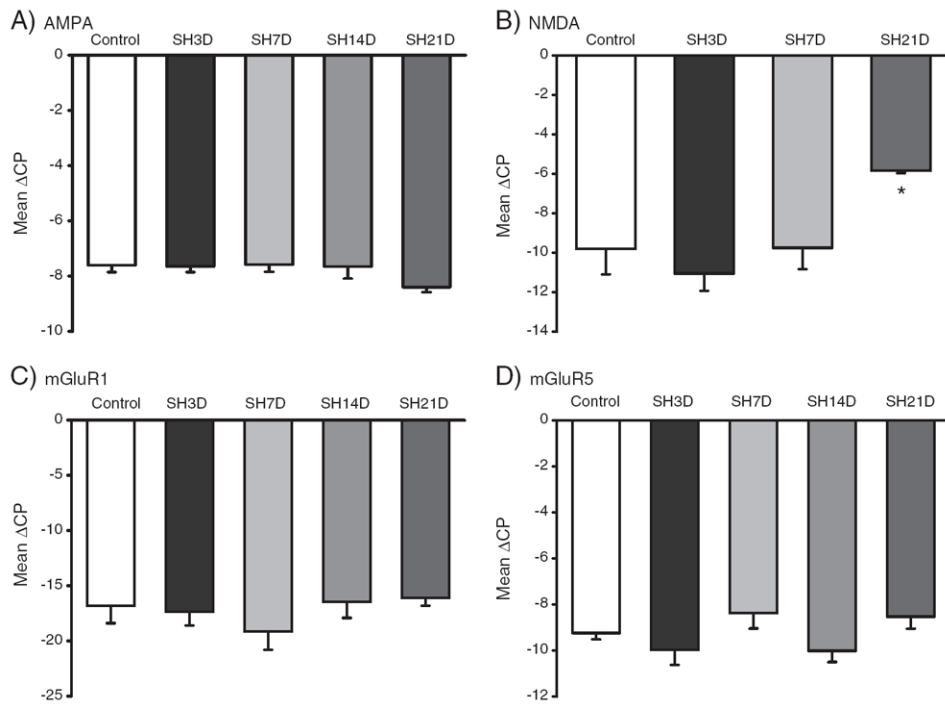 A) AMPA
Control SH3D SH7D SH14D SH21D
0
-2
-4
-6
-8
-10
Mean ΔCP
B) NMDA
Control SH3D SH7D SH21D
0
-2
-4
-6
-8
-10
-12
-14
Mean ΔCP
*
C) mGluR1
Control SH3D SH7D SH14D SH21D
0
-5
-10
-15
-20
-25
Mean ΔCP
D) mGluR5
Control SH3D SH7D SH14D SH21D
0
-2
-4
-6
-8
-10
-12
Mean ΔCP